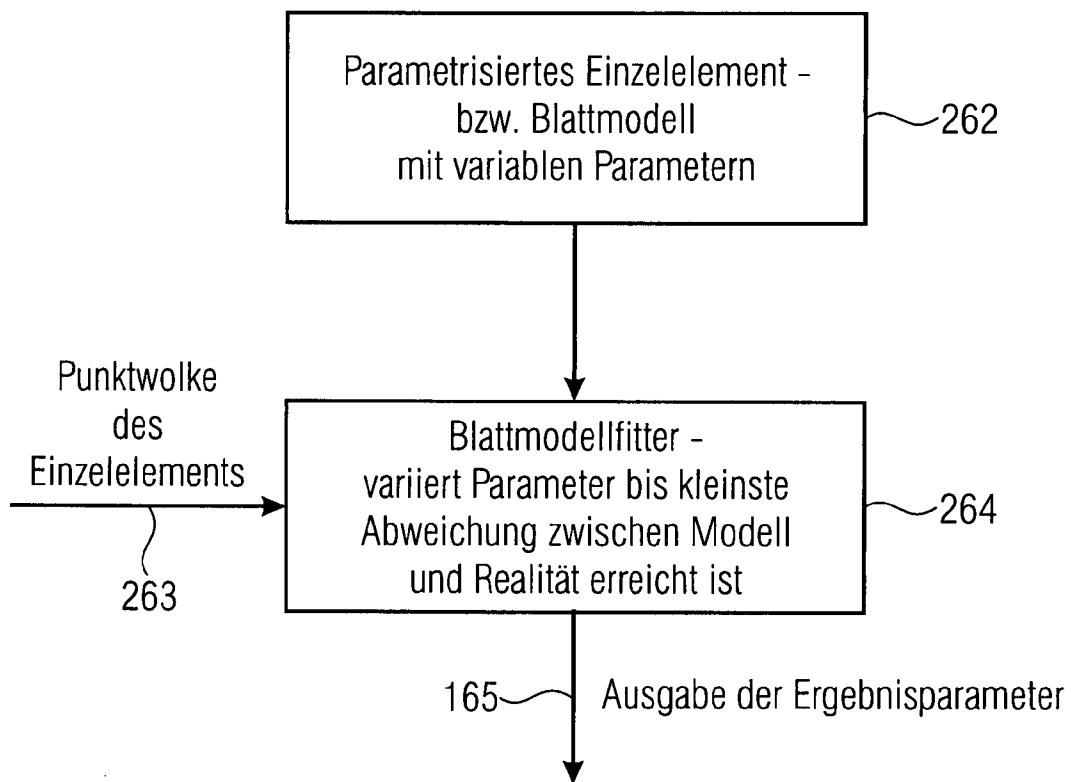 Parametrisiertes Einzelelement -
bzw. Blattmodell
mit variablen Parametern
262
Punktwolke
des
Einzelelements
263
Blattmodellfitter -
variiert Parameter bis kleinste
Abweichung zwischen Modell
und Realität erreicht ist
264
165
Ausgabe der Ergebnisparameter